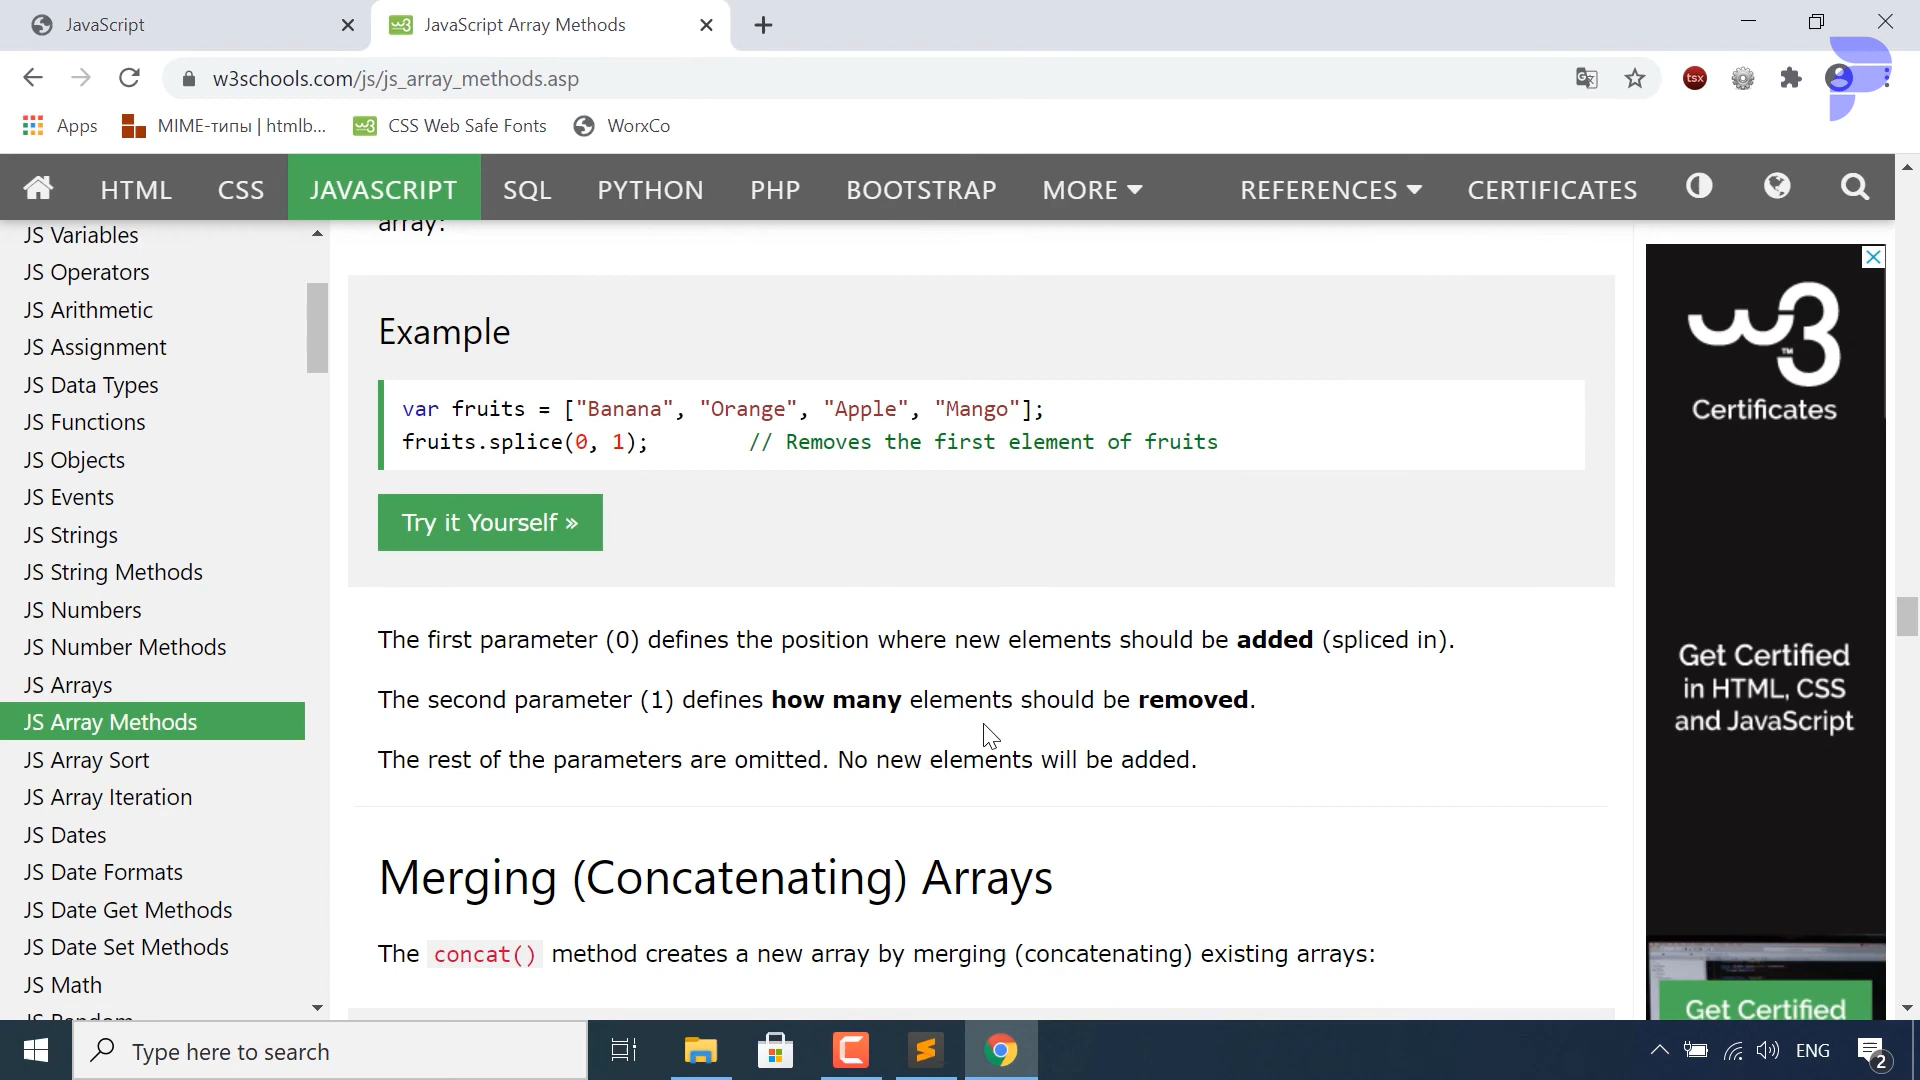 JavaScript
JavaScript Array Methods
w3schools.com/js/js_array_methods.asp
tsx
Apps
MIME-типы | htmlb...
CSS Web Safe Fonts
WorxCo
HTML
CSS
JAVASCRIPT
SQL
PYTHON
PHP
BOOTSTRAP
MORE
REFERENCES
CERTIFICATES
JS Variables
JS Operators
JS Arithmetic
JS Assignment
JS Data Types
JS Functions
JS Objects
JS Events
JS Strings
JS String Methods
JS Numbers
JS Number Methods
JS Arrays
JS Array Methods
JS Array Sort
JS Array Iteration
JS Dates
JS Date Formats
JS Date Get Methods
JS Date Set Methods
JS Math
JS Random
array:
Example
var fruits = ["Banana", "Orange", "Apple", "Mango"];
fruits.splice(0, 1); // Removes the first element of fruits
Try it Yourself »
The first parameter (0) defines the position where new elements should be added (spliced in).
The second parameter (1) defines how many elements should be removed.
The rest of the parameters are omitted. No new elements will be added.
Merging (Concatenating) Arrays
The concat() method creates a new array by merging (concatenating) existing arrays:
w3
TM
Certificates
Get Certified
in HTML, CSS
and JavaScript
Get Certified
Type here to search
ENG
2